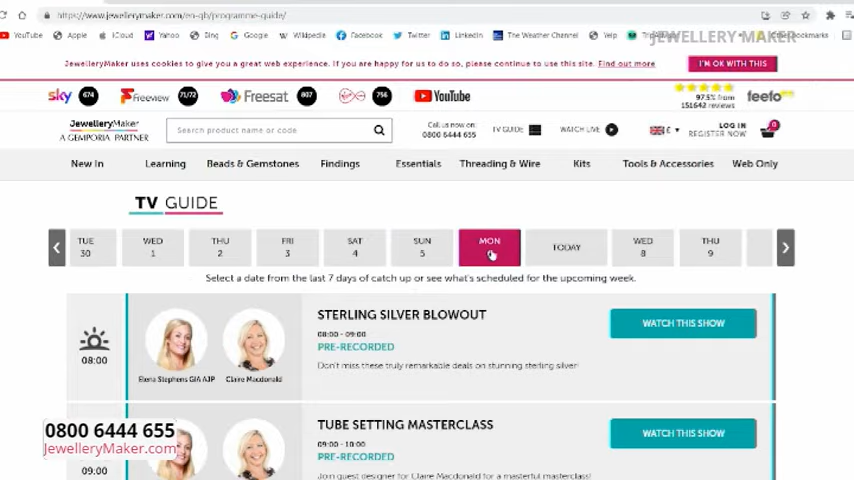 https://www.jewellerymaker.com/en-gb/programme-guide/
YouTube Apple iCloud Yahoo Bing Google Wikipedia Facebook Twitter LinkedIn The Weather Channel Yelp
JEWELLERY MAKER
JewelleryMaker uses cookies to give you a great web experience. If you are happy for us to do so, please continue to use this site. Find out more
I'M OK WITH THIS
sky 674 Freeview 71/72 Freesat 807 756 YouTube
97.5% from
151642 reviews
feefo
JewelleryMaker
A GEMPORIA PARTNER
Search product name or code
Call us now on:
0800 6444 655
TV GUIDE
WATCH LIVE
£
LOG IN
REGISTER NOW
0
New In Learning Beads & Gemstones Findings Essentials Threading & Wire Kits Tools & Accessories Web Only
TV GUIDE
TUE WED THU FRI SAT SUN MON TODAY WED THU
30 1 2 3 4 5 8 9
Select a date from the last 7 days of catch up or see what's scheduled for the upcoming week.
STERLING SILVER BLOWOUT
08:00 - 09:00
PRE-RECORDED
Don't miss these truly remarkable deals on stunning sterling silver!
WATCH THIS SHOW
08:00
Elena Stephens GIA AJP
Claire Macdonald
TUBE SETTING MASTERCLASS
09:00 - 10:00
PRE-RECORDED
Join guest designer for Claire Macdonald for a masterful masterclass!
WATCH THIS SHOW
0800 6444 655
JewelleryMaker.com
09:00